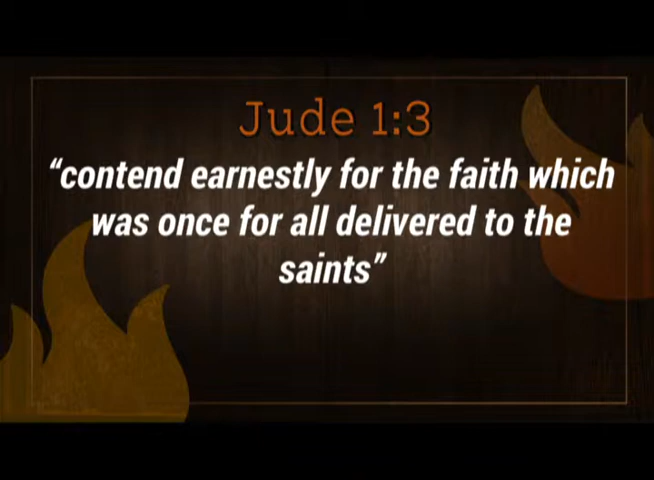 Jude 1:3
“contend earnestly for the faith which
was once for all delivered to the
saints”